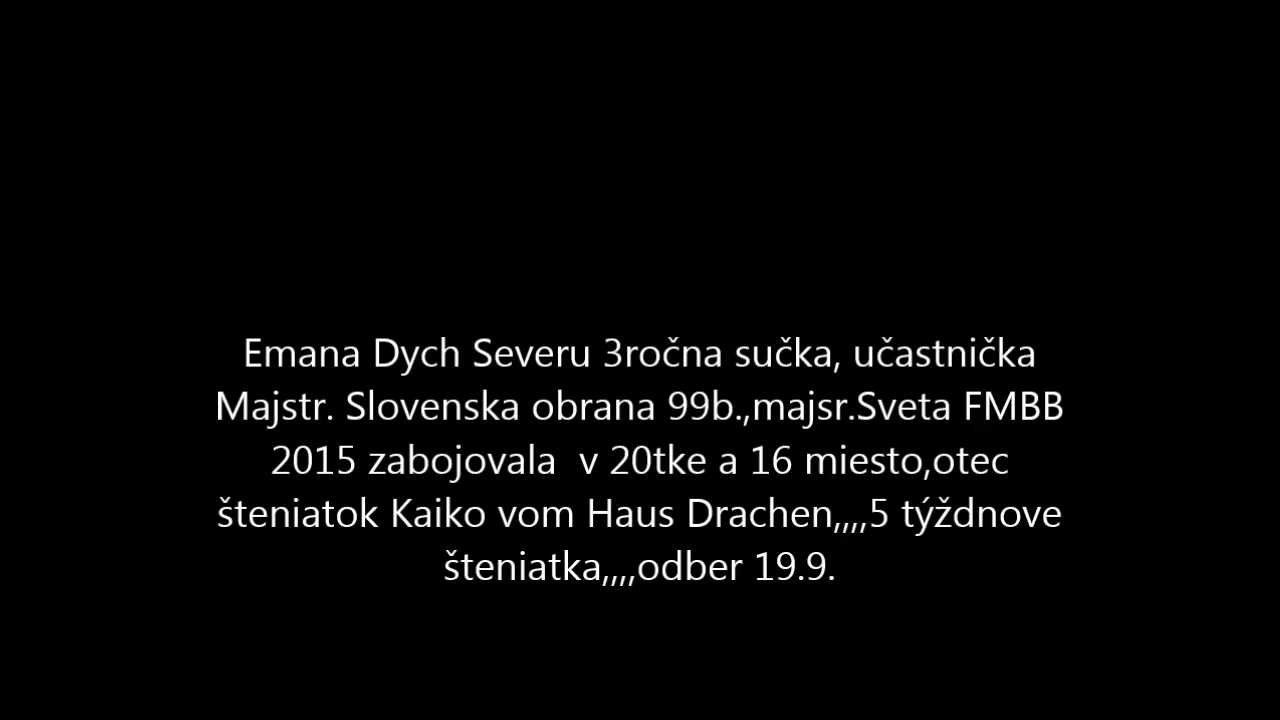 Emana Dych Severu 3ročna sučka, učastnička
Majstr. Slovenska obrana 99b.,majsr.Sveta FMBB
2015 zabojovala  v 20tke a 16 miesto,otec
šteniatok Kaiko vom Haus Drachen,,,,5 týždnove
šteniatka,,,,odber 19.9.